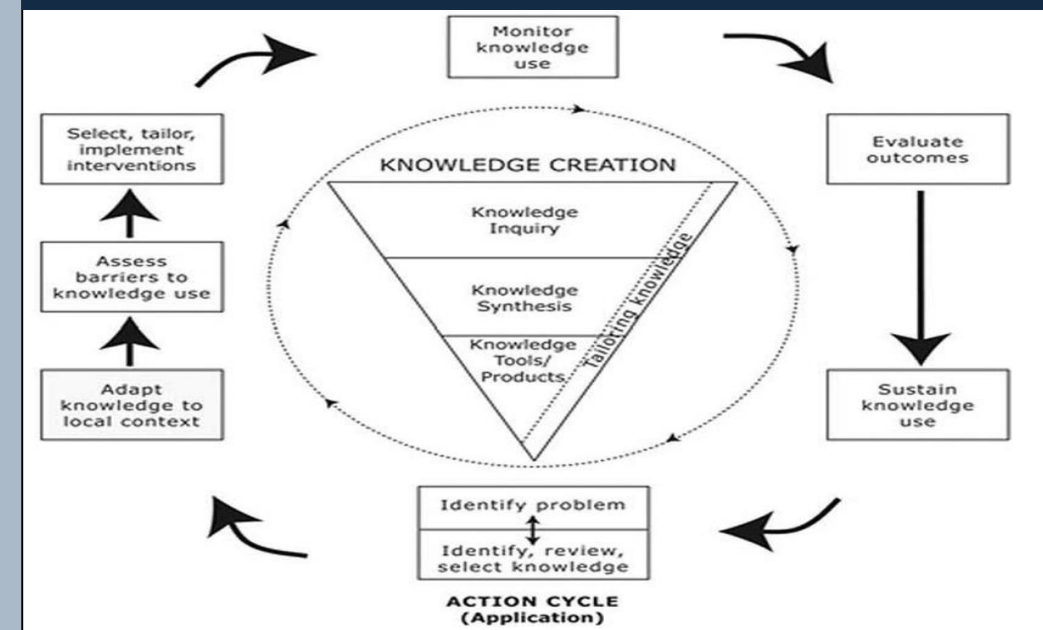 Monitor
knowledge
use
Select, tailor,
implement
interventions
Evaluate
outcomes
KNOWLEDGE CREATION
Knowledge
Inquiry
Tailoring knowledge
Assess
barriers to
knowledge use
Knowledge
Synthesis
Knowledge
Tools/
Products
Adapt
knowledge to
local context
Sustain
knowledge
use
Identify problem
Identify, review,
select knowledge
ACTION CYCLE
(Application)